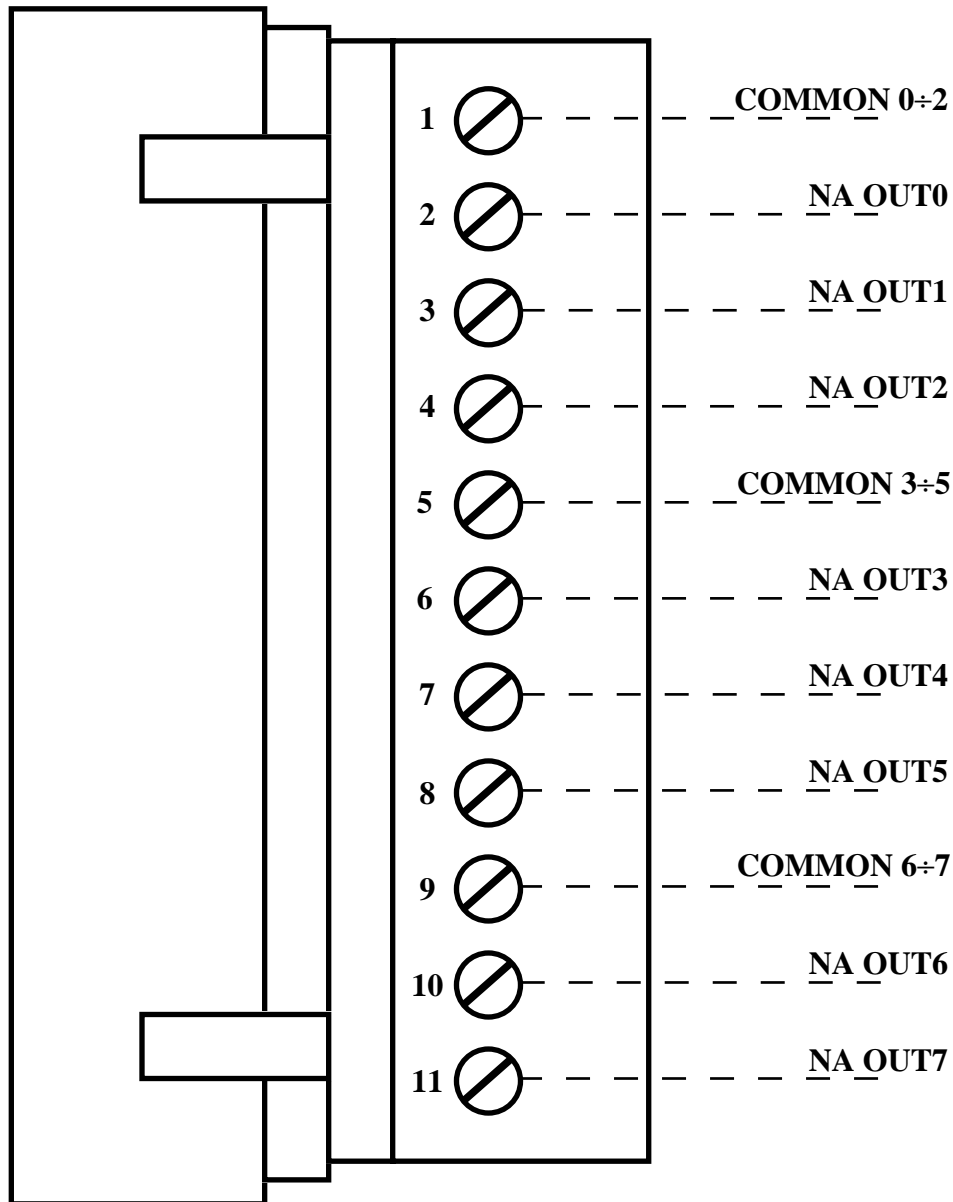 1 COMMON 0÷2
2 NA OUT0
3 NA OUT1
4 NA OUT2
5 COMMON 3÷5
6 NA OUT3
7 NA OUT4
8 NA OUT5
9 COMMON 6÷7
10 NA OUT6
11 NA OUT7